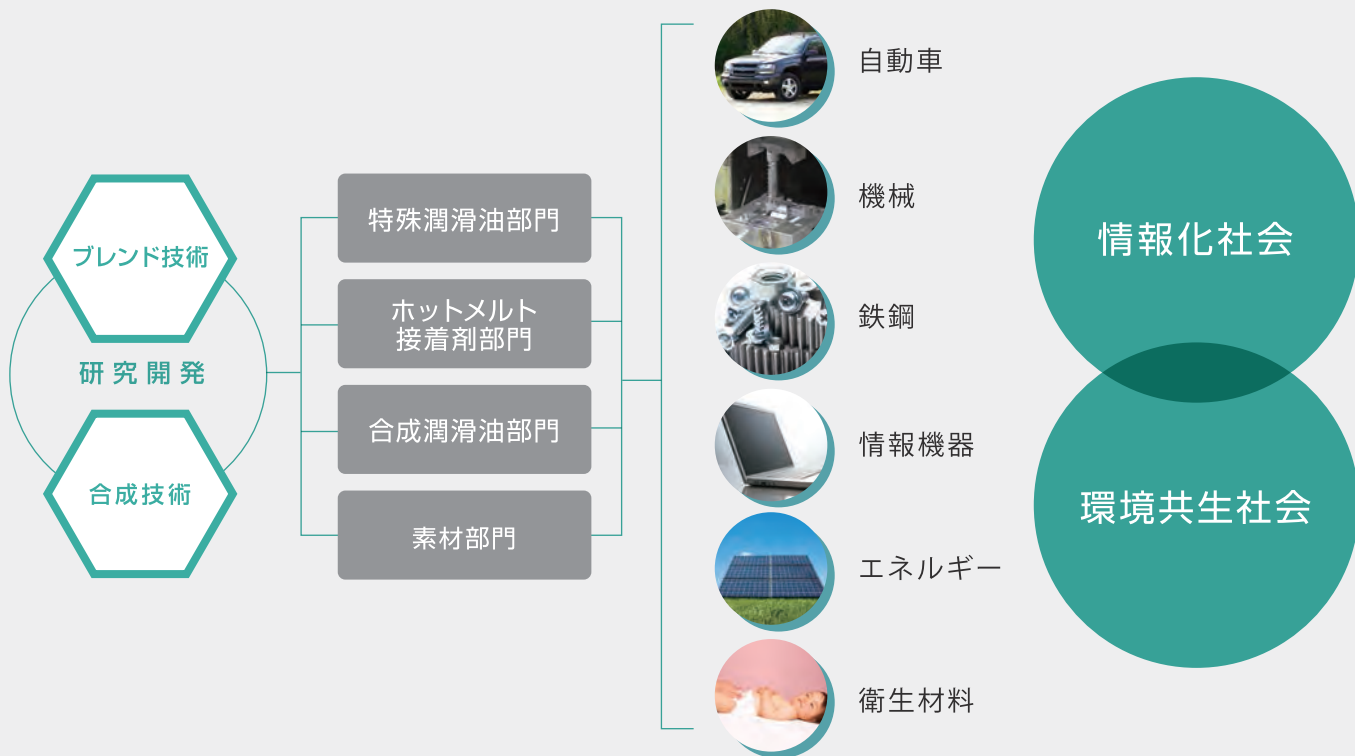 ブレンド技術
研究開発
合成技術
特殊潤滑油部門
ホットメルト
接着剤部門
合成潤滑油部門
素材部門
自動車
機械
鉄鋼
情報機器
エネルギー
衛生材料
情報化社会
環境共生社会